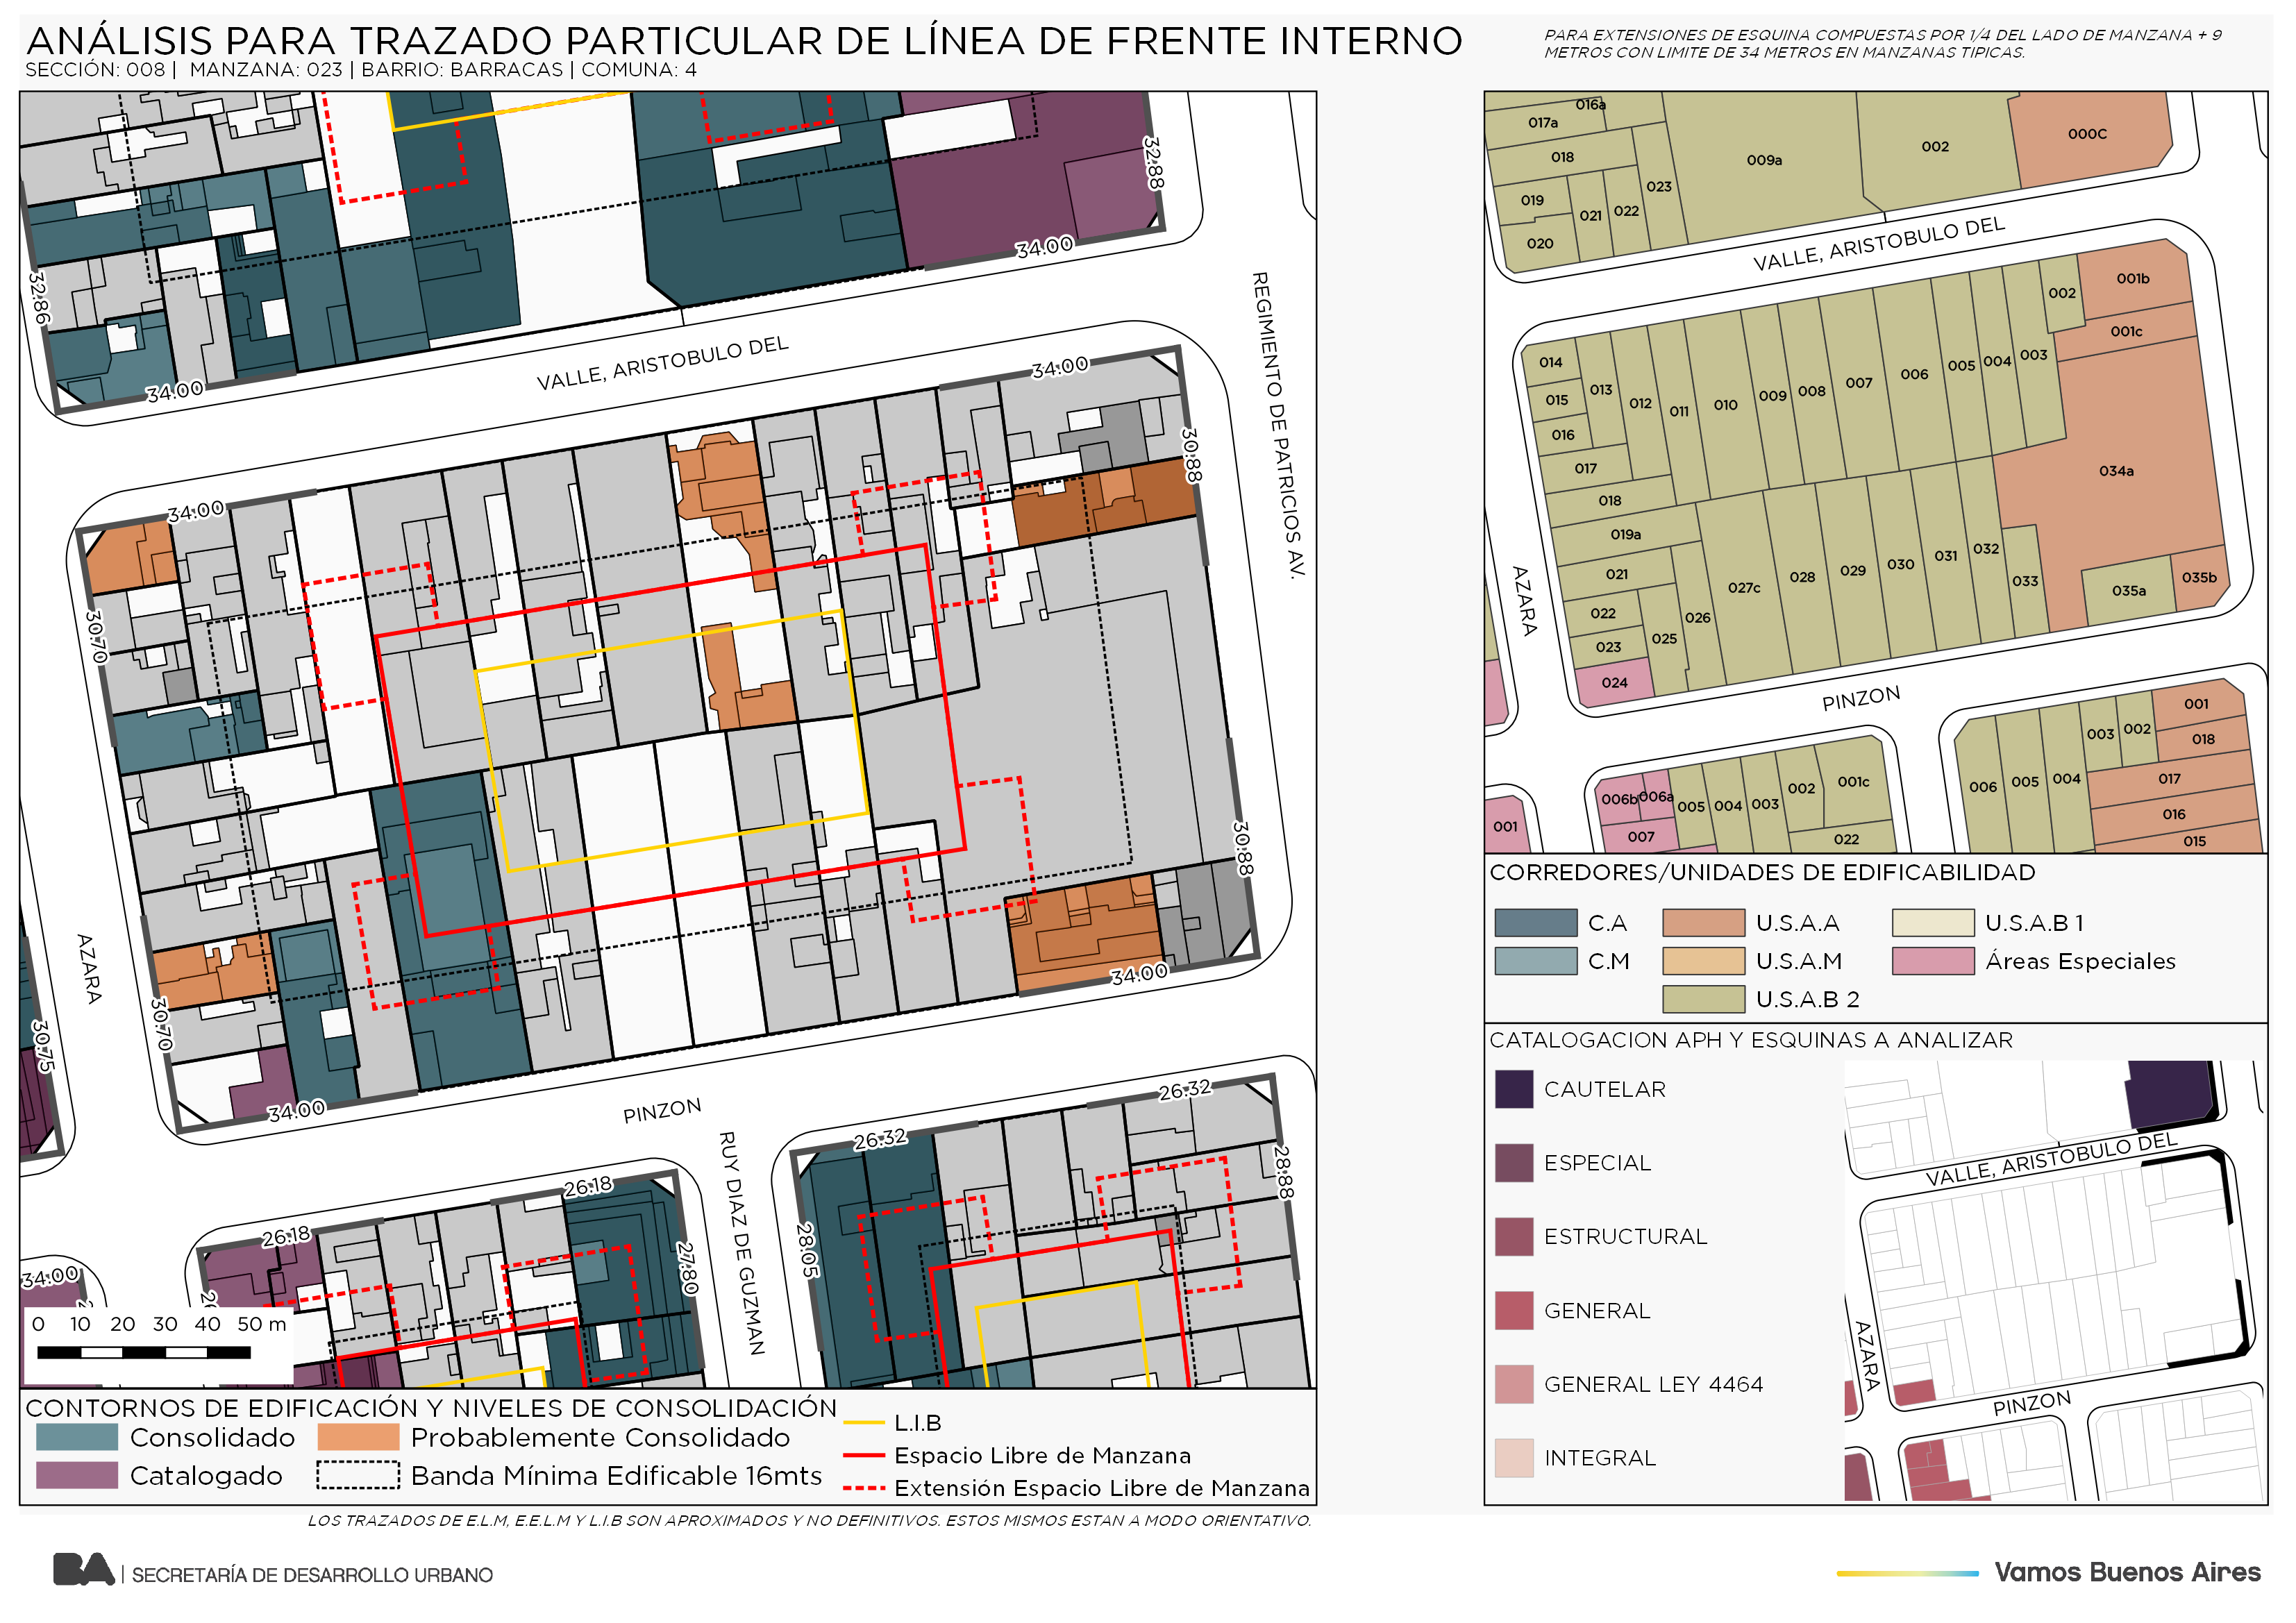 ANÁLISIS PARA TRAZADO PARTICULAR DE LÍNEA DE FRENTE INTERNO
SECCIÓN: 008 | MANZANA: 023 | BARRIO: BARRACAS | COMUNA: 4
PARA EXTENSIONES DE ESQUINA COMPUESTAS POR 1/4 DEL LADO DE MANZANA + 9
METROS CON LIMITE DE 34 METROS EN MANZANAS TIPICAS.
32.88
34.00
32.86
34.00
VALLE, ARISTOBULO DEL
REGIMIENTO DE PATRICIOS AV.
34.00
30.88
34.00
30.70
30.88
34.00
AZARA
30.70
30.75
34.00
PINZON
RUY DIAZ DE GUZMAN
26.32
26.32
28.88
28.05
26.18
26.18
27.80
34.00
0 10 20 30 40 50 m
CONTORNOS DE EDIFICACIÓN Y NIVELES DE CONSOLIDACIÓN
Consolidado
Probablemente Consolidado
Catalogado
Banda Mínima Edificable 16mts
L.I.B
Espacio Libre de Manzana
Extensión Espacio Libre de Manzana
LOS TRAZADOS DE E.L.M, E.E.L.M Y L.I.B SON APROXIMADOS Y NO DEFINITIVOS. ESTOS MISMOS ESTAN A MODO ORIENTATIVO.
016a
017a
018
019
020
021
022
023
009a
002
000C
VALLE, ARISTOBULO DEL
014
015
016
017
018
019a
021
022
023
024
013
012
011
010
009
008
007
006
005
004
003
002
001b
001c
034a
025
026
027c
028
029
030
031
032
033
035a
035b
AZARA
PINZON
001
006b
006a
007
005
004
003
002
001c
022
006
005
004
003
002
001
018
017
016
015
CORREDORES/UNIDADES DE EDIFICABILIDAD
C.A
C.M
U.S.A.A
U.S.A.M
U.S.A.B 2
U.S.A.B 1
Áreas Especiales
CATALOGACION APH Y ESQUINAS A ANALIZAR
CAUTELAR
ESPECIAL
ESTRUCTURAL
GENERAL
GENERAL LEY 4464
INTEGRAL
VALLE, ARISTOBULO DEL
AZARA
PINZON
BA | SECRETARÍA DE DESARROLLO URBANO
Vamos Buenos Aires